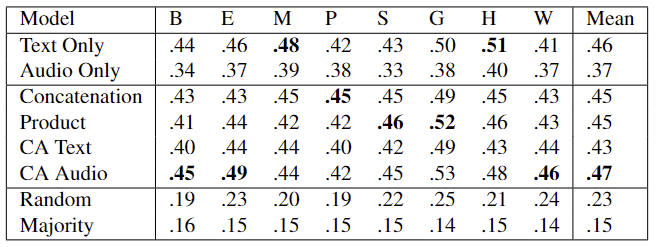 Model B E M P S G H W Mean
Text Only .44 .46 .48 .42 .43 .50 .51 .41 .46
Audio Only .34 .37 .39 .38 .33 .38 .40 .37 .37
Concatenation .43 .43 .45 .45 .45 .49 .45 .43 .45
Product .41 .44 .42 .42 .46 .52 .46 .43 .45
CA Text .40 .44 .44 .40 .42 .49 .43 .44 .43
CA Audio .45 .49 .44 .42 .45 .53 .48 .46 .47
Random .19 .23 .20 .19 .22 .25 .21 .24 .23
Majority .16 .15 .15 .15 .15 .14 .15 .14 .15